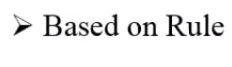 ➢ Based on Rule